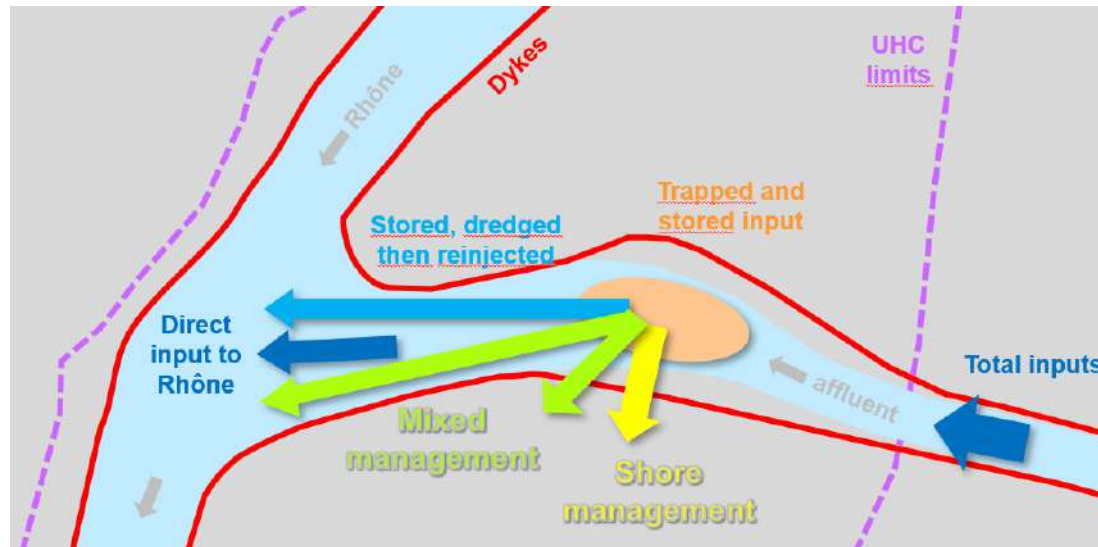 UHC
limits
Dykes
Rhône
Trapped and
stored input
Stored, dredged
then reinjected
Direct
input to
Rhône
Total inputs
affluent
Mixed
management
Shore
management